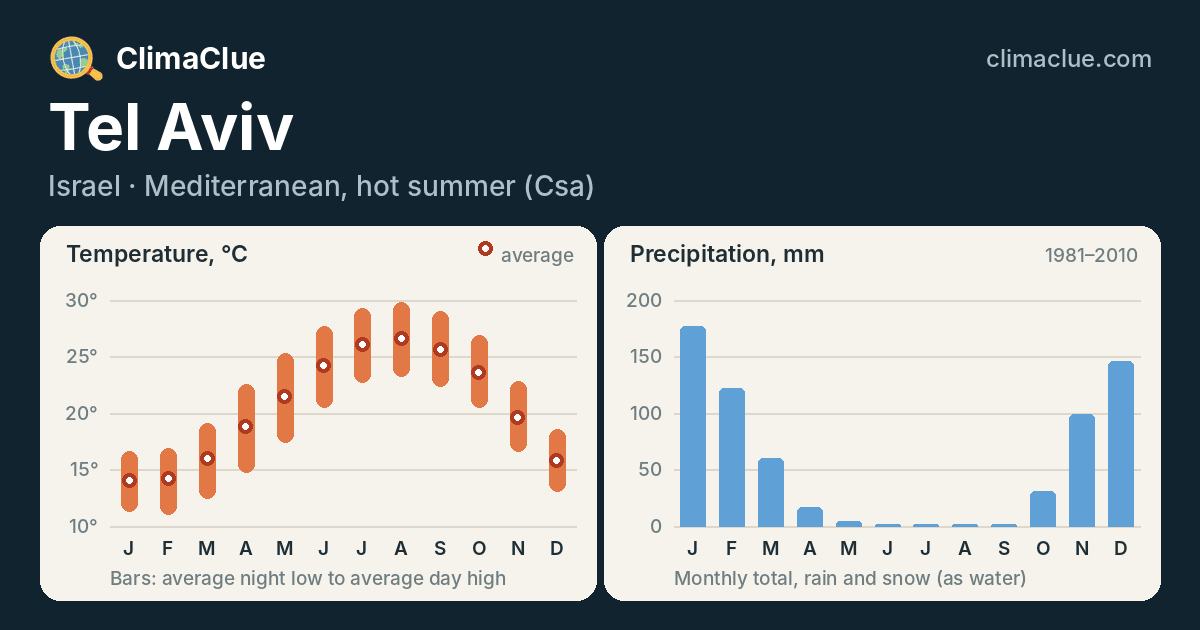 ClimaClue
climaclue.com
Tel Aviv
Israel · Mediterranean, hot summer (Csa)
Temperature, °C
average
30°
25°
20°
15°
10°
J F M A M J J A S O N D
Bars: average night low to average day high
Precipitation, mm
1981–2010
200
150
100
50
0
J F M A M J J A S O N D
Monthly total, rain and snow (as water)